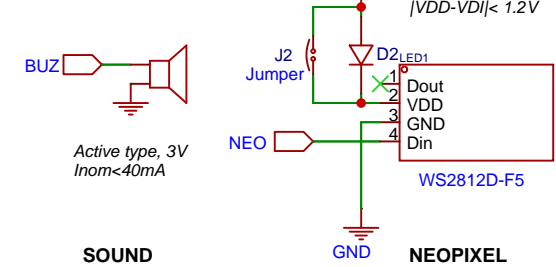 |VDD-VDI|< 1.2V
BUZ
J2
Jumper
D2
LED1
1
Dout
2
VDD
3
GND
4
Din
NEO
Active type, 3V
Inom<40mA
WS2812D-F5
GND
SOUND
NEOPIXEL